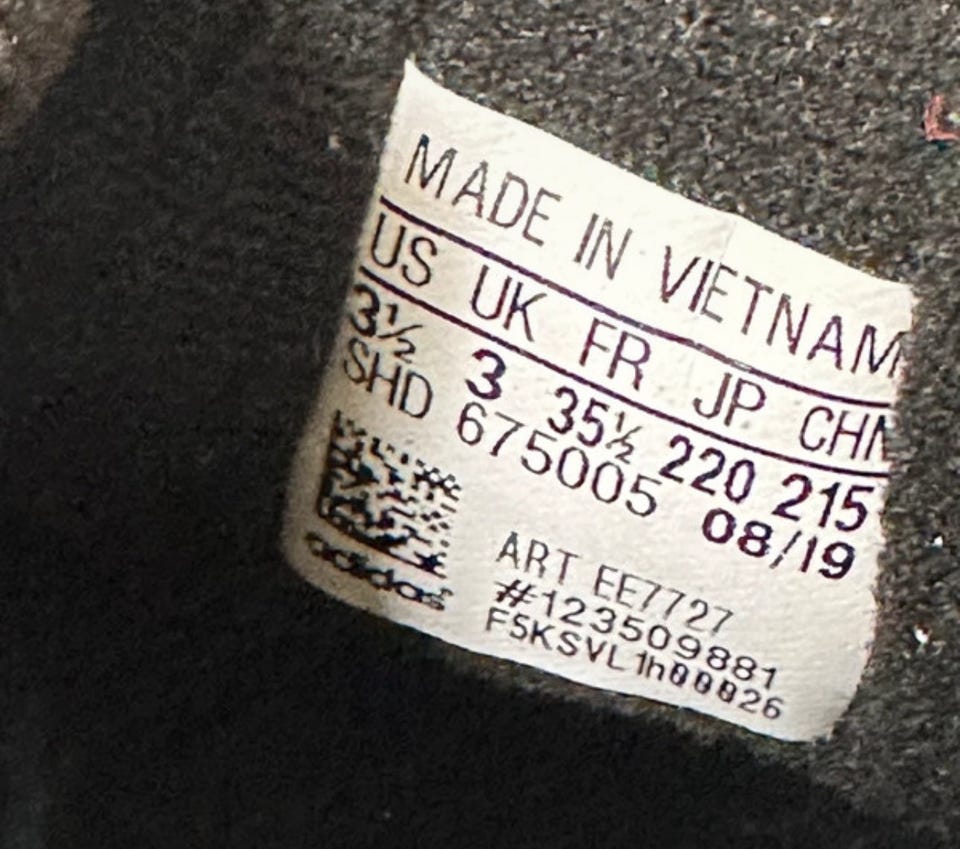 MADE IN VIETNAM
US UK FR JP CHN
3½ 3 35½ 220 215
SHD 675005 08/19
adidas
ART EE7727
#123509881
F5KSVL1h00026